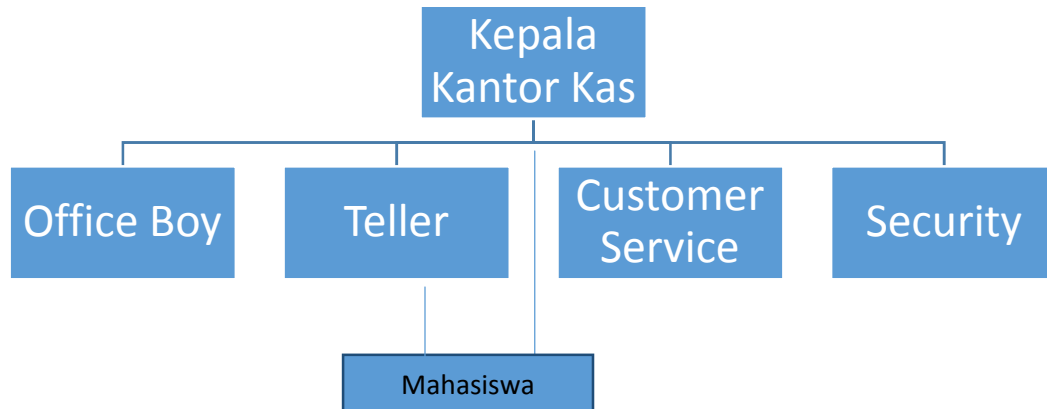 Kepala
Kantor Kas
Office Boy
Teller
Customer
Service
Security
Mahasiswa